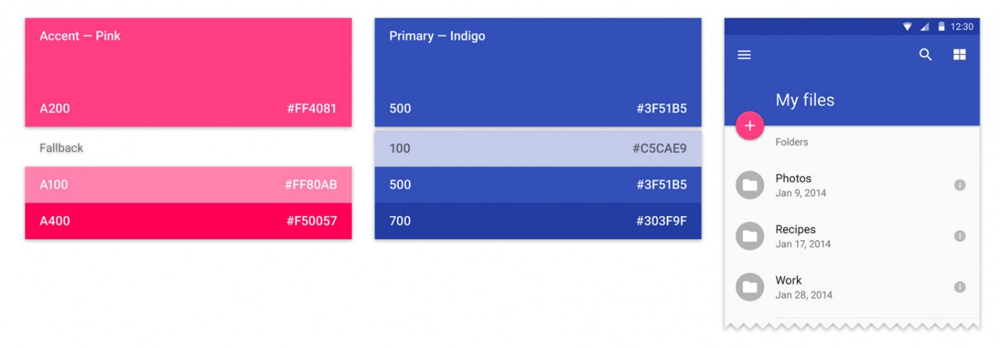 Accent — Pink
A200 #FF4081
Fallback
A100 #FF80AB
A400 #F50057
Primary — Indigo
500 #3F51B5
100 #C5CAE9
500 #3F51B5
700 #303F9F
12:30
My files
Folders
Photos
Jan 9, 2014
Recipes
Jan 17, 2014
Work
Jan 28, 2014